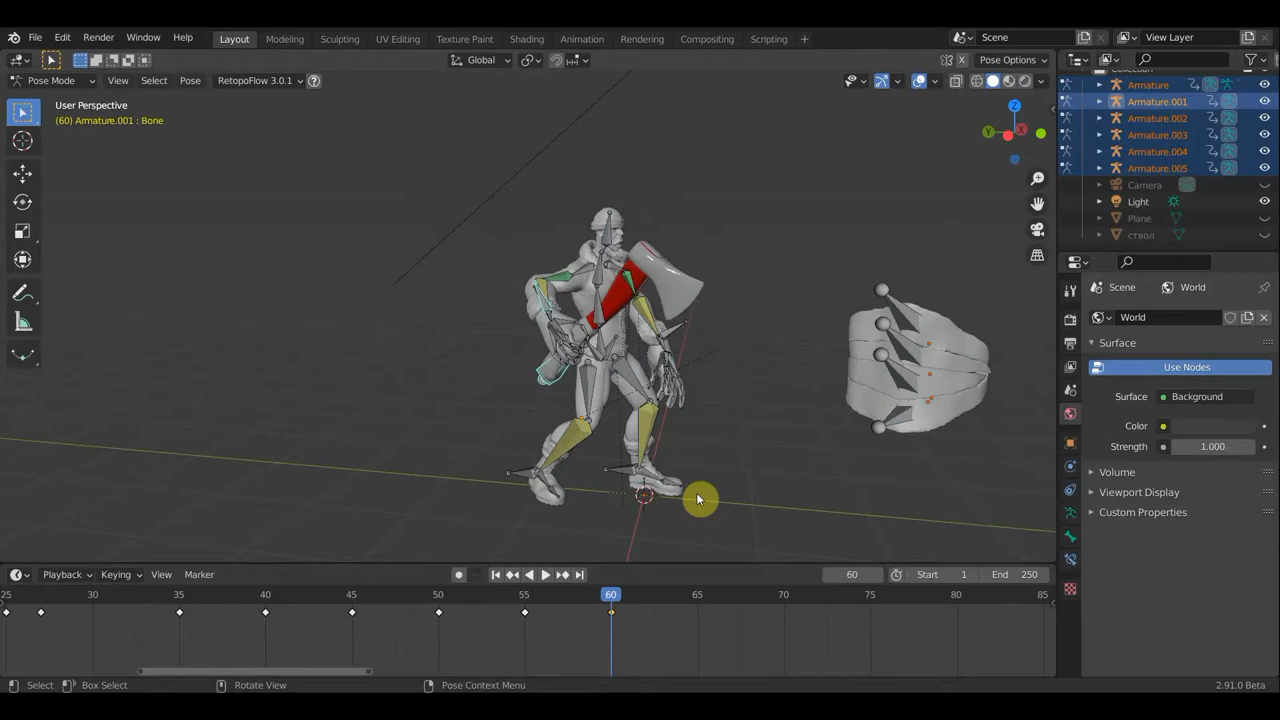 File Edit Render Window Help Layout Modeling Sculpting UV Editing Texture Paint Shading Animation Rendering Compositing Scripting + Scene View Layer
Global Pose Options
Pose Mode View Select Pose RetopoFlow 3.0.1
User Perspective
(60) Armature.001 : Bone
Z
Y
X
Armature
Armature.001
Armature.002
Armature.003
Armature.004
Armature.005
Camera
Light
Plane
ствол
Scene World
World
Surface
Use Nodes
Surface Background
Color
Strength 1.000
Volume
Viewport Display
Custom Properties
Playback Keying View Marker 60 Start 1 End 250
25 30 35 40 45 50 55 60 65 70 75 80 85
Select Box Select Rotate View Pose Context Menu 2.91.0 Beta